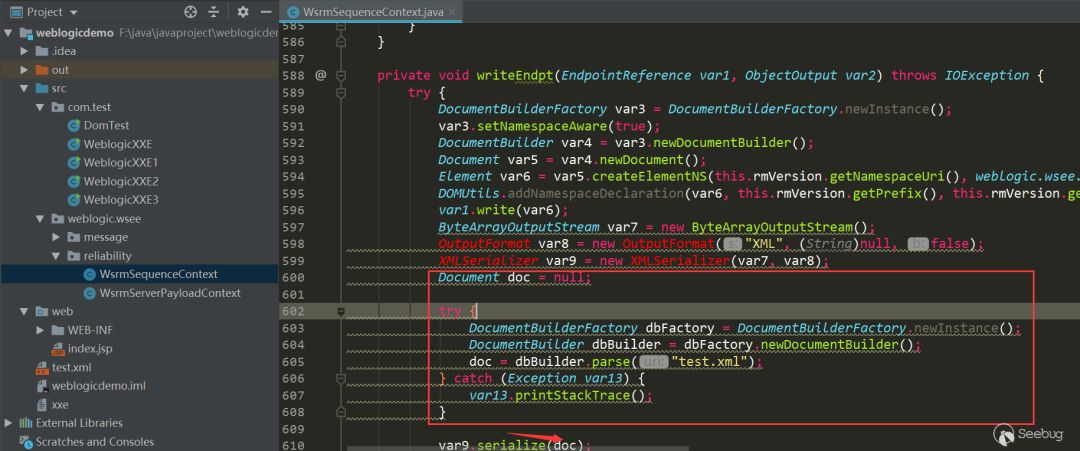 Project
WsrmSequenceContext.java
weblogicdemo F:\java\javaproject\weblogicde
.idea
out
src
com.test
DomTest
WeblogicXXE
WeblogicXXE1
WeblogicXXE2
WeblogicXXE3
weblogic.wsee
message
reliability
WsrmSequenceContext
WsrmServerPayloadContext
web
WEB-INF
index.jsp
test.xml
weblogicdemo.iml
xxe
External Libraries
Scratches and Consoles
585 }
586 }
587
588 @ private void writeEndpt(EndpointReference var1, ObjectOutput var2) throws IOException {
589 try {
590 DocumentBuilderFactory var3 = DocumentBuilderFactory.newInstance();
591 var3.setNamespaceAware(true);
592 DocumentBuilder var4 = var3.newDocumentBuilder();
593 Document var5 = var4.newDocument();
594 Element var6 = var5.createElementNS(this.rmVersion.getNamespaceUri(), weblogic.wsee.
595 DOMUtils.addNamespaceDeclaration(var6, this.rmVersion.getPrefix(), this.rmVersion.ge
596 var1.write(var6);
597 ByteArrayOutputStream var7 = new ByteArrayOutputStream();
598 OutputFormat var8 = new OutputFormat( s: "XML", (String)null, b: false);
599 XMLSerializer var9 = new XMLSerializer(var7, var8);
600 Document doc = null;
601
602 try {
603 DocumentBuilderFactory dbFactory = DocumentBuilderFactory.newInstance();
604 DocumentBuilder dbBuilder = dbFactory.newDocumentBuilder();
605 doc = dbBuilder.parse( uri: "test.xml");
606 } catch (Exception var13) {
607 var13.printStackTrace();
608 }
609
610 var9.serialize(doc);
Seebug